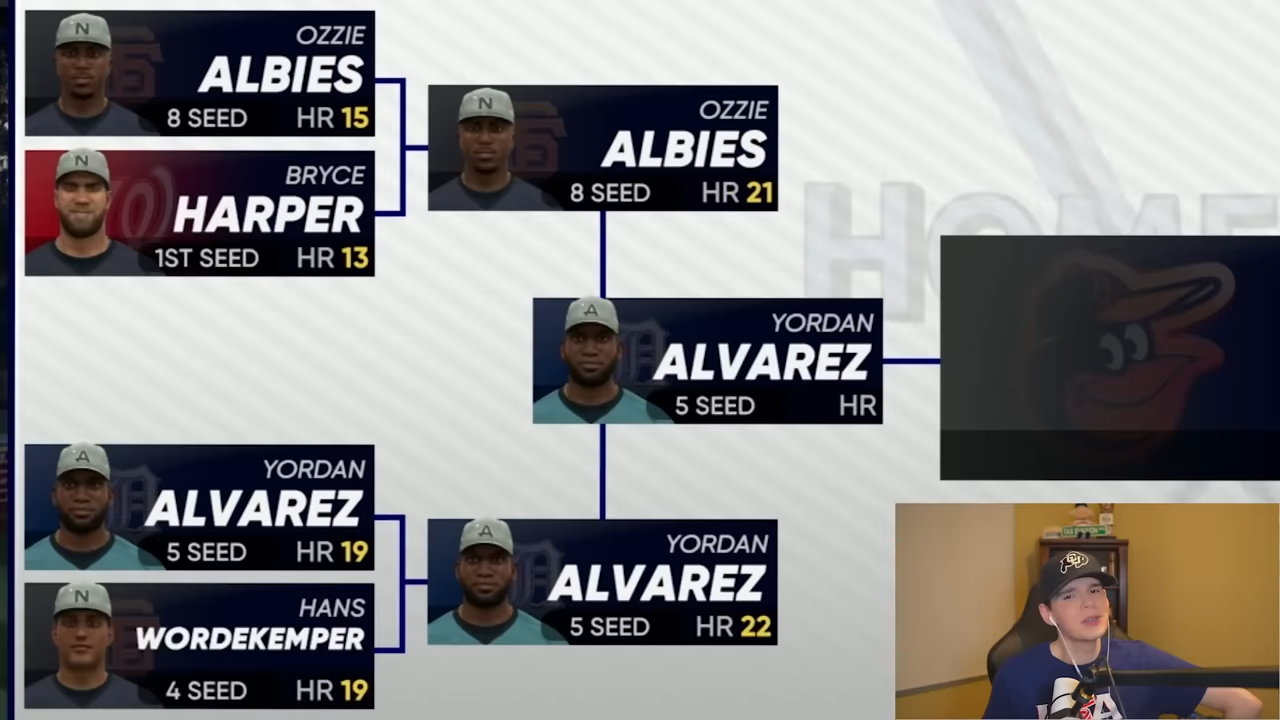 OZZIE
ALBIES
8 SEED HR 15
BRYCE
HARPER
1ST SEED HR 13
OZZIE
ALBIES
8 SEED HR 21
HOME
YORDAN
ALVAREZ
5 SEED HR
YORDAN
ALVAREZ
5 SEED HR 19
HANS
WORDEKEMPER
4 SEED HR 19
YORDAN
ALVAREZ
5 SEED HR 22